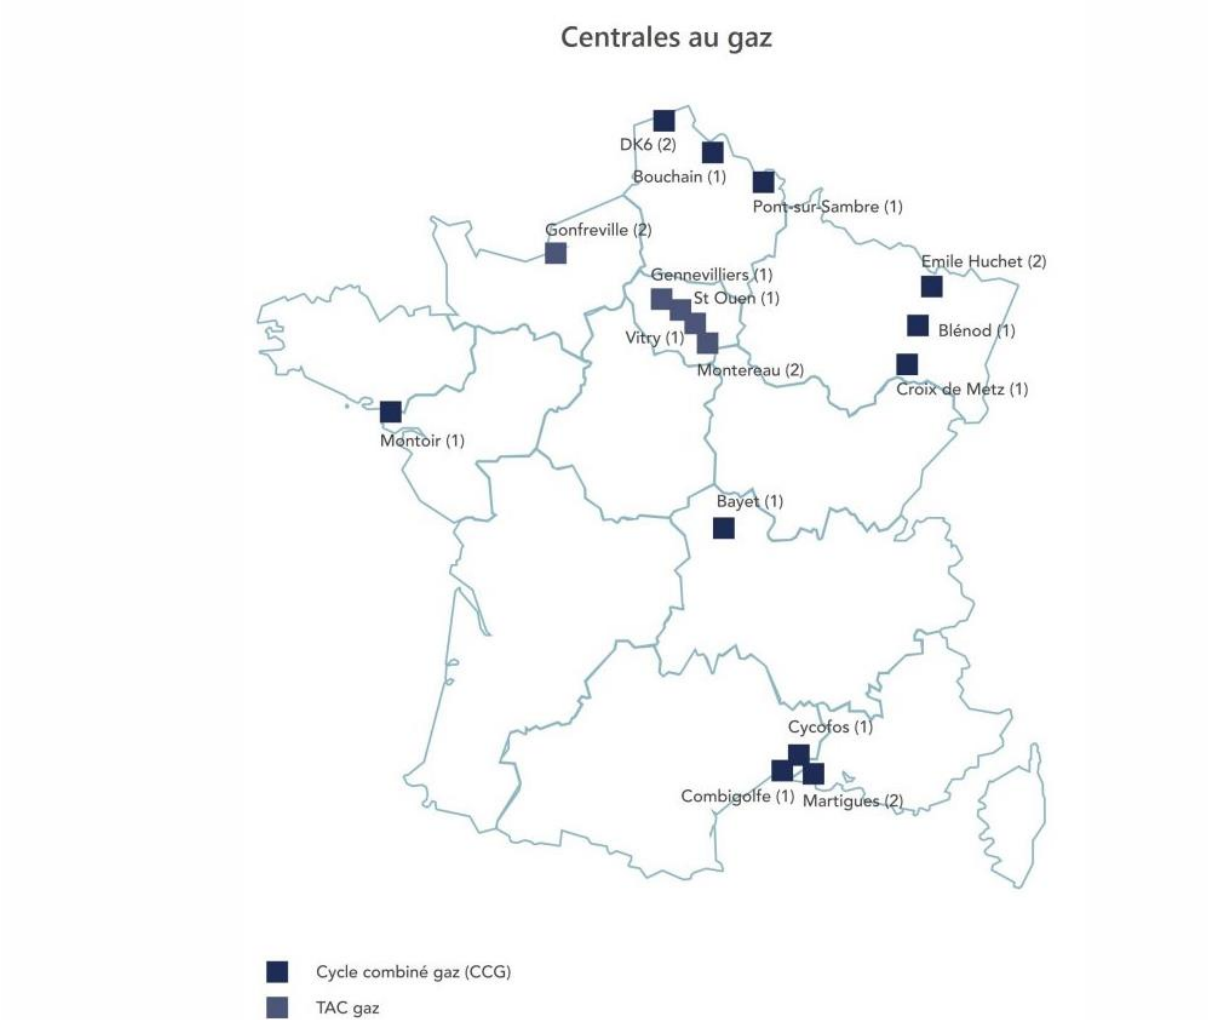 Centrales au gaz
DK6 (2)
Bouchain (1)
Pont-sur-Sambre (1)
Gonfreville (2)
Emile Huchet (2)
Gennevilliers (1)
St Ouen (1)
Blénod (1)
Vitry (1)
Montereau (2)
Croix de Metz (1)
Montoir (1)
Bayet (1)
Cycofos (1)
Combigolfe (1)
Martigues (2)
Cycle combiné gaz (CCG)
TAC gaz